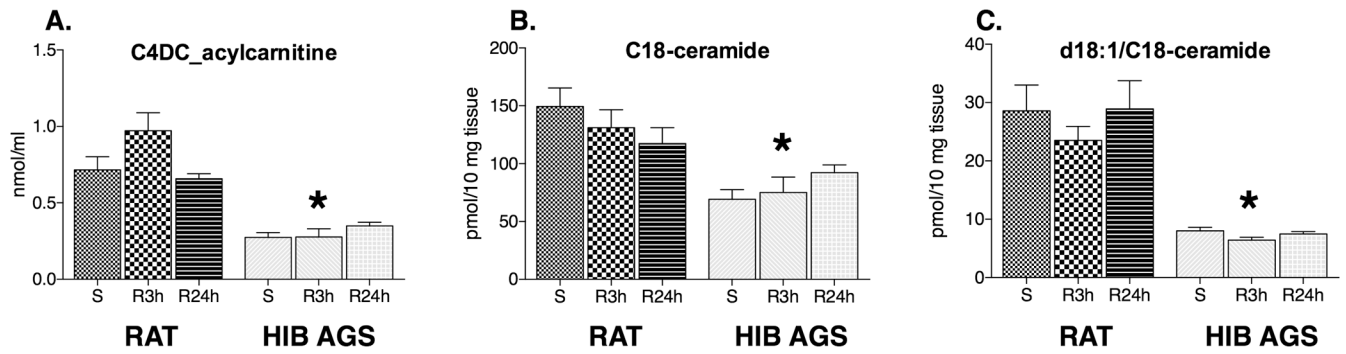 A.
C4DC_acylcarnitine
nmol/ml
1.5
1.0
0.5
0.0
S R3h R24h S R3h R24h
RAT HIB AGS
*
B.
C18-ceramide
pmol/10 mg tissue
200
150
100
50
0
S R3h R24h S R3h R24h
RAT HIB AGS
*
C.
d18:1/C18-ceramide
pmol/10 mg tissue
40
30
20
10
0
S R3h R24h S R3h R24h
RAT HIB AGS
*